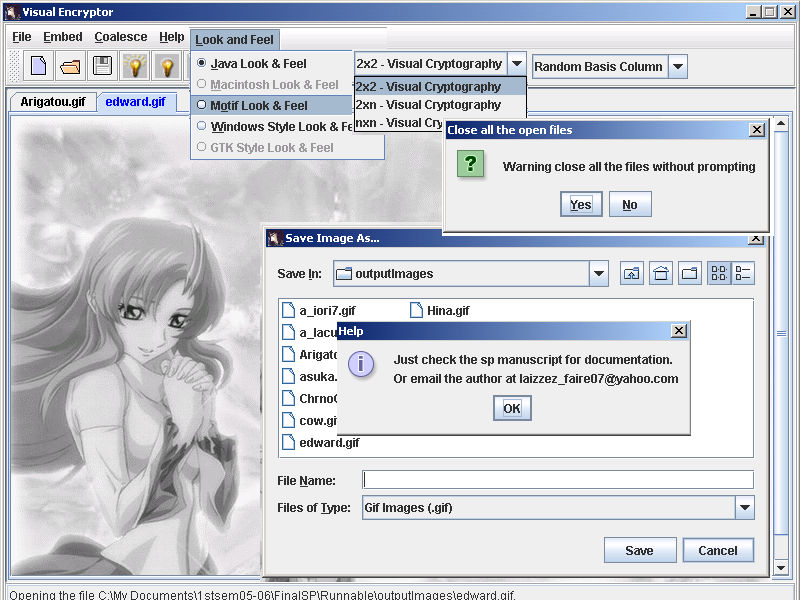 Visual Encryptor
File Embed Coalesce Help Look and Feel
Java Look & Feel
Macintosh Look & Feel
Motif Look & Feel
Windows Style Look & Fe
GTK Style Look & Feel
2x2 - Visual Cryptography
2x2 - Visual Cryptography
2xn - Visual Cryptography
nxn - Visual Cry
Random Basis Column
Arigatou.gif edward.gif
Close all the open files
? Warning close all the files without prompting
Yes No
Save Image As...
Save In: outputImages
a_iori7.gif Hina.gif
a_lacu
Arigato
asuka.
Chrno
cow.gi
edward.gif
Help
i Just check the sp manuscript for documentation.
Or email the author at laizzez_faire07@yahoo.com
OK
File Name:
Files of Type: Gif Images (.gif)
Save Cancel
Opening the file C:\My Documents\1stsem05-06\FinalSP\Runnable\outputImages\edward.gif.